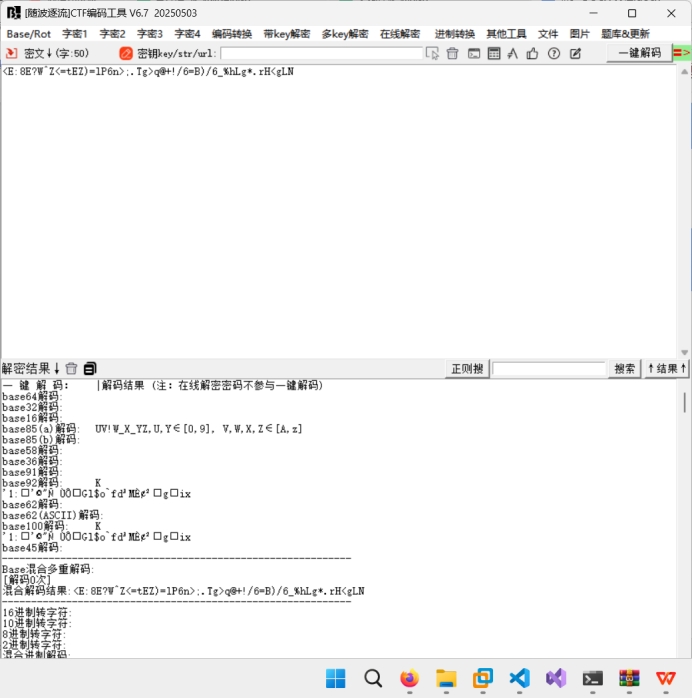 [随波逐流]CTF编码工具 V6.7 20250503
Base/Rot 字密1 字密2 字密3 字密4 编码转换 带key解密 多key解密 在线解密 进制转换 其他工具 文件 图片 题库&更新
密文↓(字:50) 密钥key/str/url: 一键解码 =>
<E:8E?W^Z<=tEZ)=lP6n>;.Tg>q@+!/6=B)/6_%hLg*.rH<gLN
解密结果↓ 正则搜 搜索 ↑结果↑
一 键 解 码: |解码结果 (注: 在线解密密码不参与一键解码)
base64解码:
base32解码:
base16解码:
base85(a)解码: UV!W_X_YZ,U,Y∈[0,9], V,W,X,Z∈[A,z]
base85(b)解码:
base58解码:
base36解码:
base91解码:
base92解码: K
base62解码:
base62(ASCII)解码:
base100解码: K
base45解码:
Base混合多重解码:
[解码0次]
混合解码结果:<E:8E?W^Z<=tEZ)=lP6n>;.Tg>q@+!/6=B)/6_%hLg*.rH<gLN
16进制转字符:
10进制转字符:
8进制转字符:
2进制转字符:
混合进制解码: